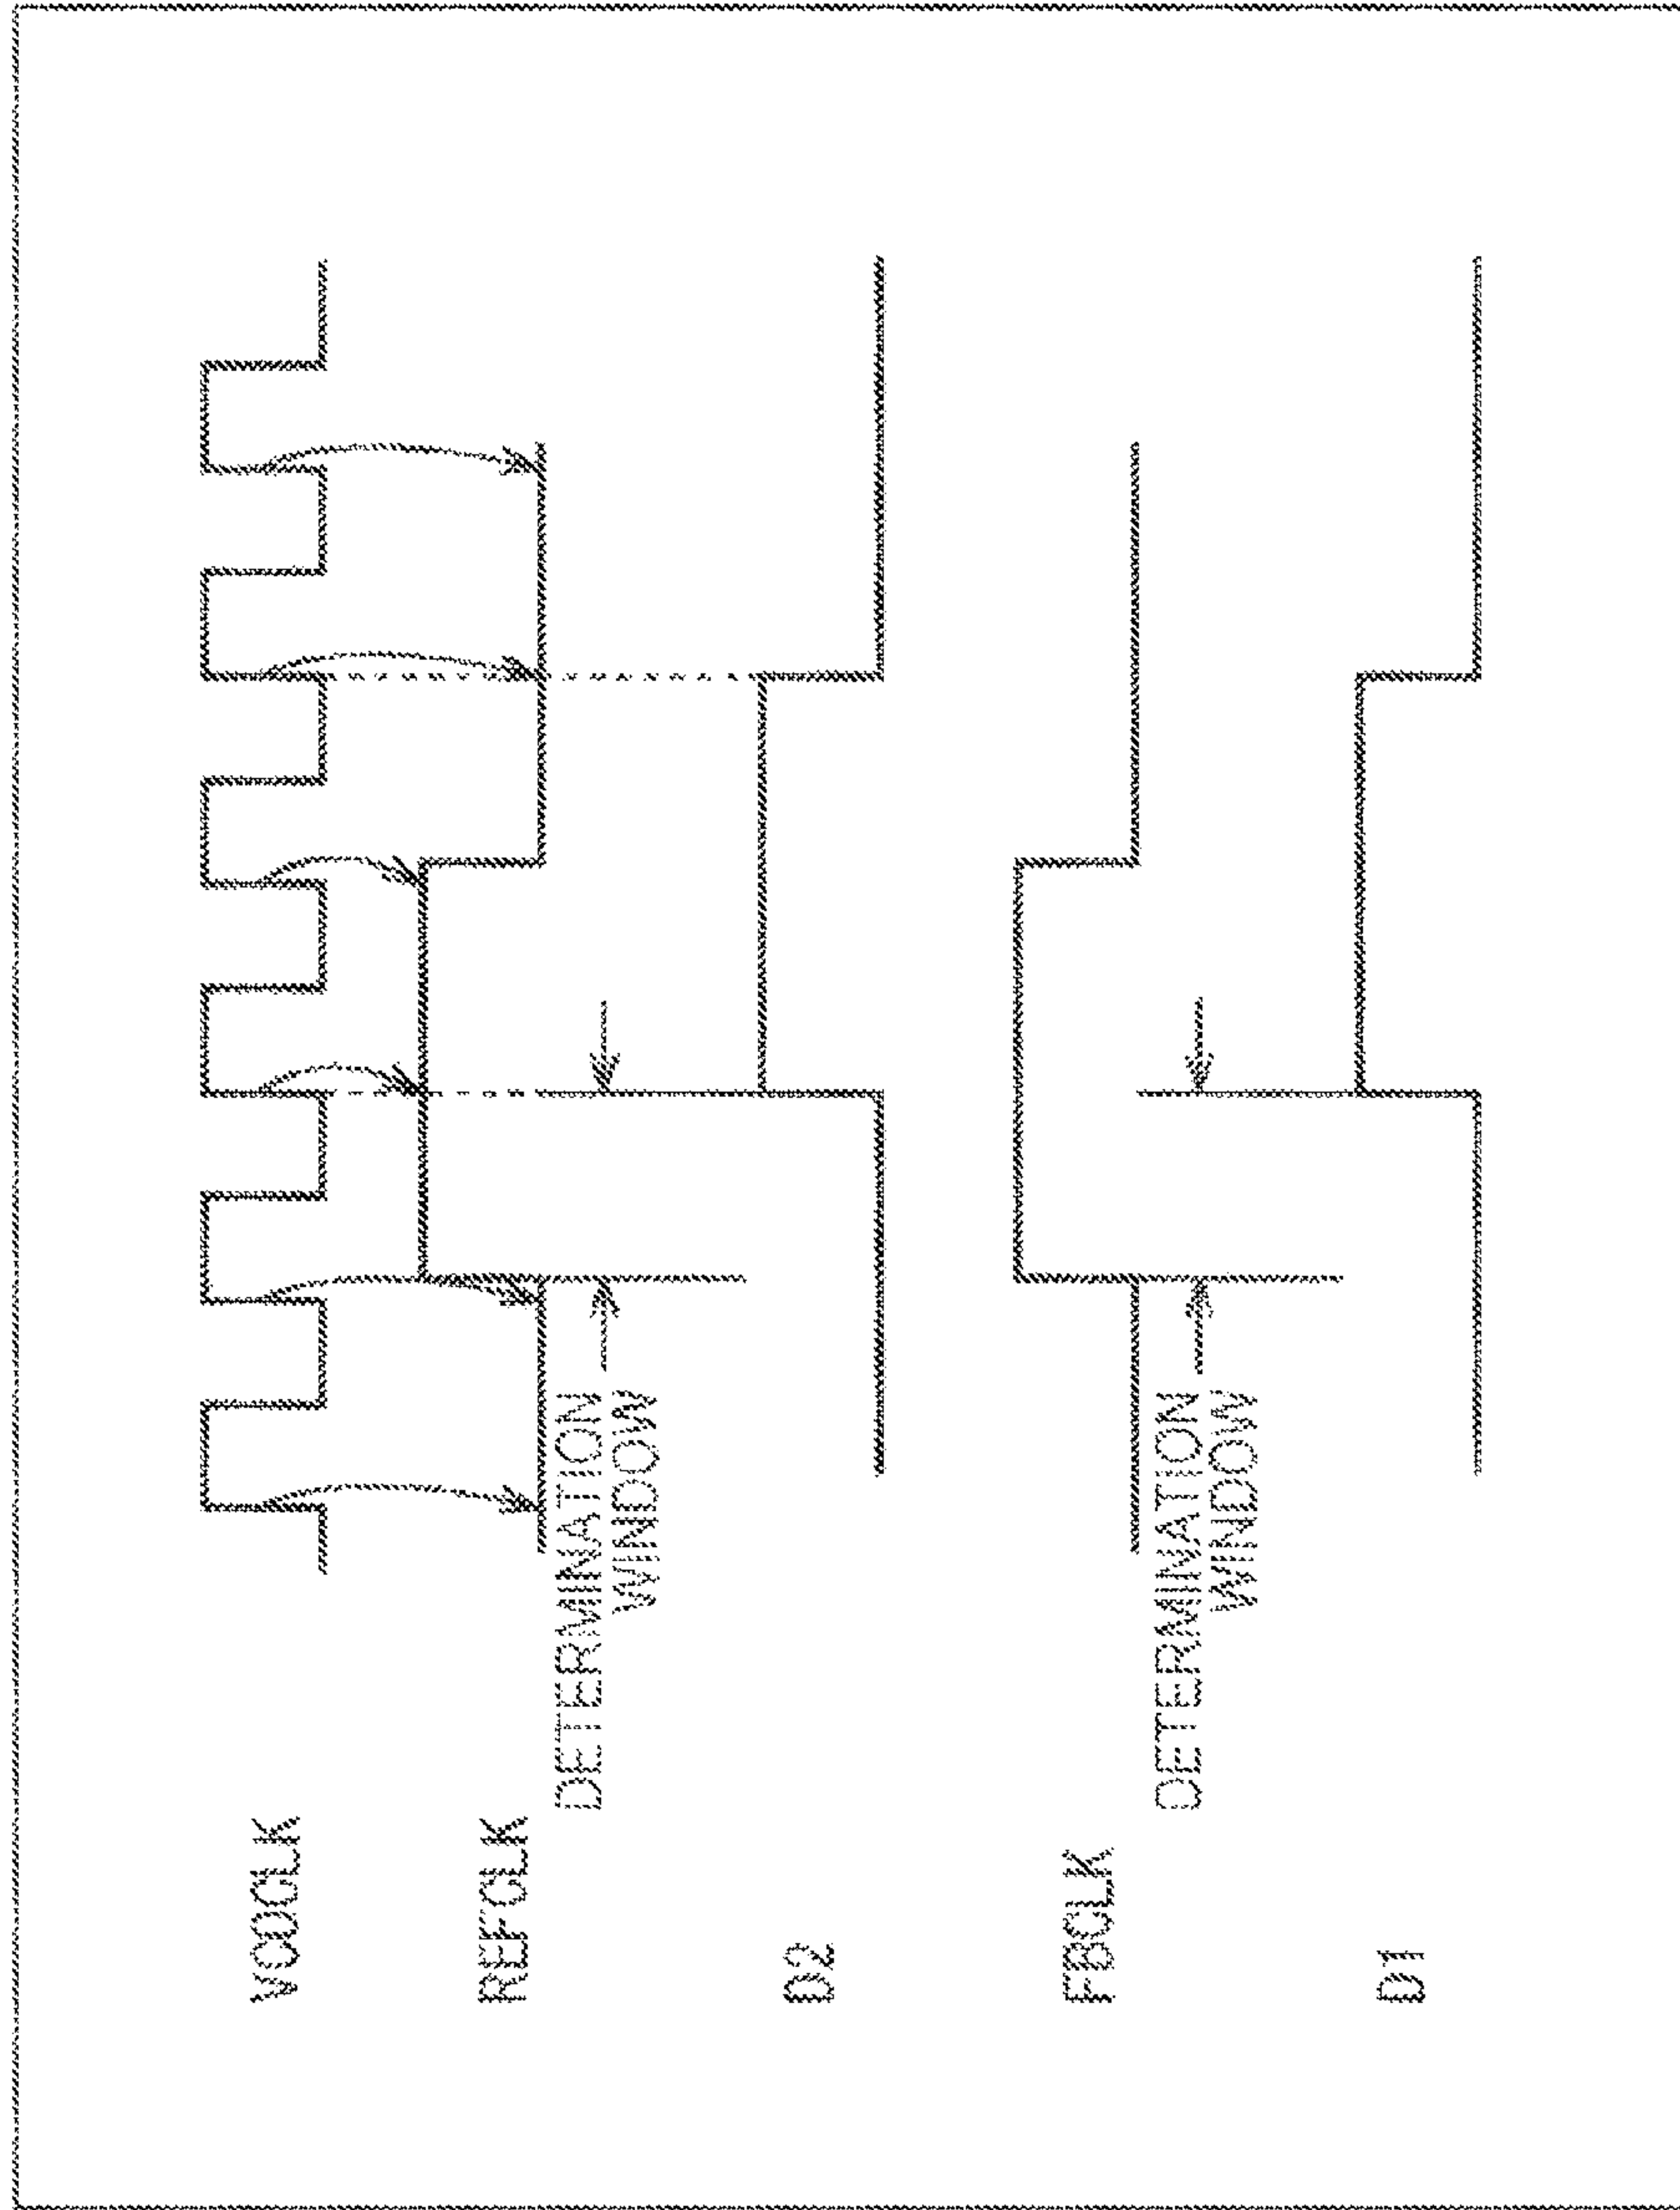 VCOCLK
REFCLK
DETERMINATION
WINDOW
D2
FBCLK
DETERMINATION
WINDOW
D1